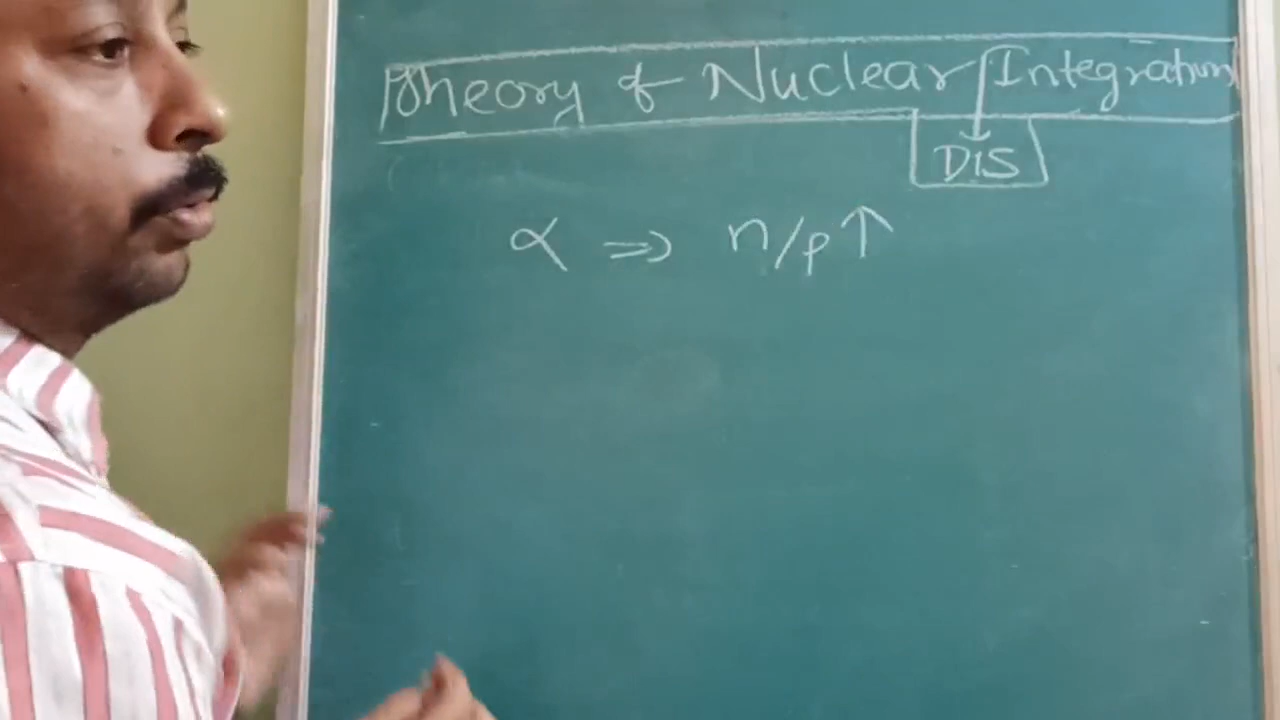 Theory of Nuclear Integration
DIS
α ⇒ n/p↑